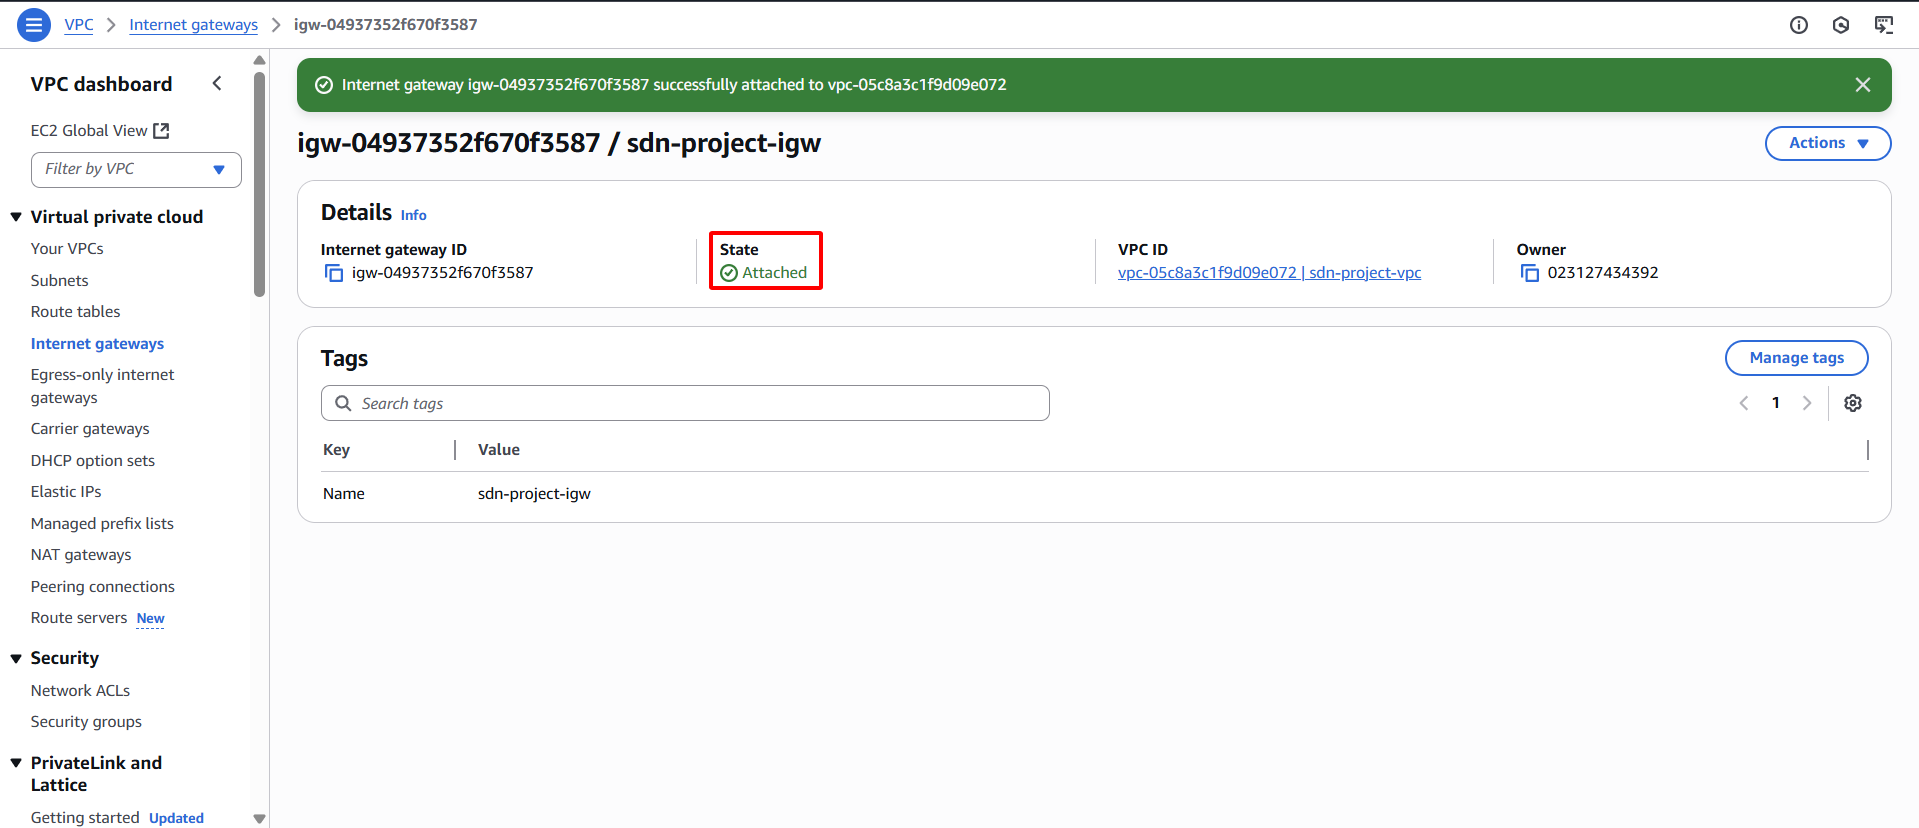 VPC > Internet gateways > igw-04937352f670f3587
VPC dashboard
EC2 Global View
Filter by VPC
Virtual private cloud
Your VPCs
Subnets
Route tables
Internet gateways
Egress-only internet
gateways
Carrier gateways
DHCP option sets
Elastic IPs
Managed prefix lists
NAT gateways
Peering connections
Route servers New
Security
Network ACLs
Security groups
PrivateLink and
Lattice
Getting started Updated
Internet gateway igw-04937352f670f3587 successfully attached to vpc-05c8a3c1f9d09e072
igw-04937352f670f3587 / sdn-project-igw
Actions
Details Info
Internet gateway ID
igw-04937352f670f3587
State
Attached
VPC ID
vpc-05c8a3c1f9d09e072 | sdn-project-vpc
Owner
023127434392
Tags
Manage tags
Search tags
1
Key Value
Name sdn-project-igw